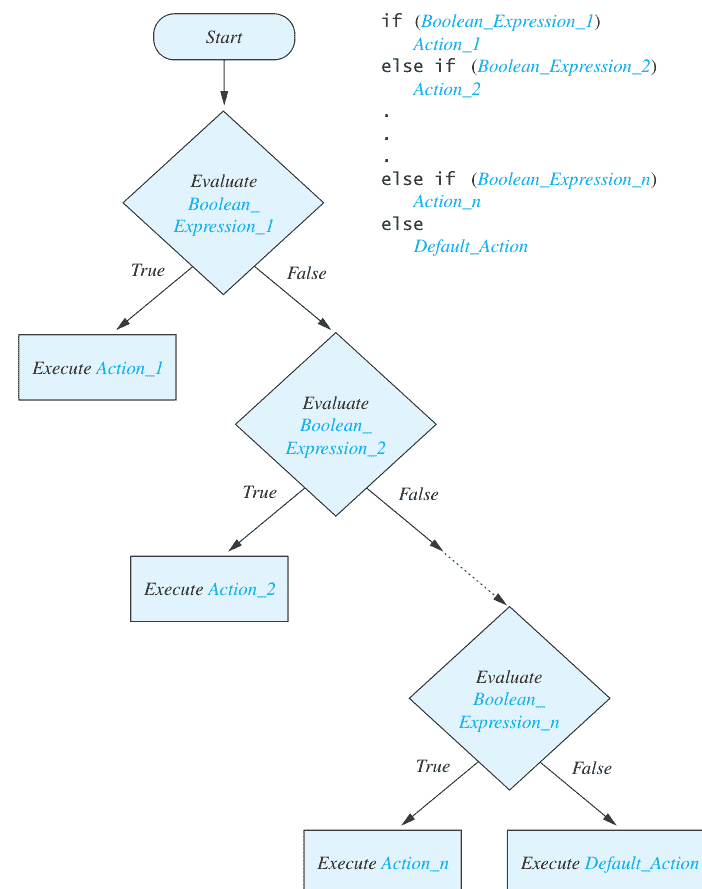 Start
if (Boolean_Expression_1)
Action_1
else if (Boolean_Expression_2)
Action_2
.
.
.
else if (Boolean_Expression_n)
Action_n
else
Default_Action
Evaluate
Boolean_
Expression_1
True
False
Execute Action_1
Evaluate
Boolean_
Expression_2
True
False
Execute Action_2
Evaluate
Boolean_
Expression_n
True
False
Execute Action_n
Execute Default_Action